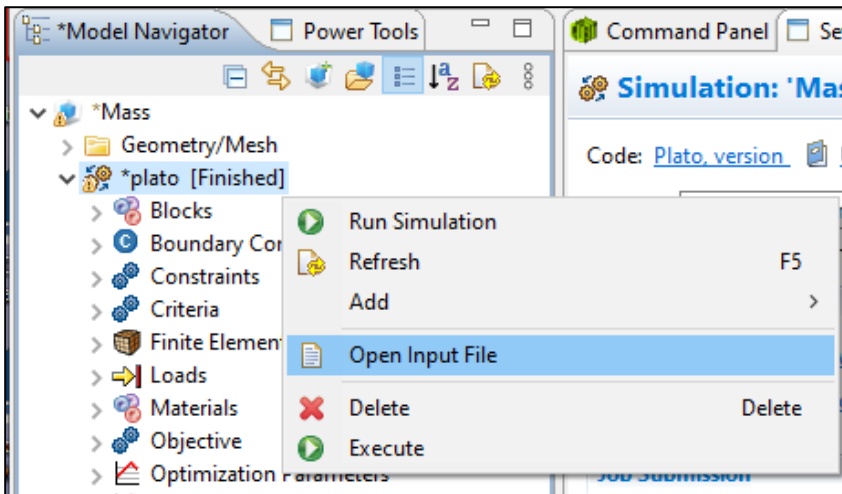 *Model Navigator
Power Tools
Command Panel
Se
Simulation: 'Mas
*Mass
Geometry/Mesh
Code: Plato, version
*plato [Finished]
Blocks
Boundary Con
Constraints
Criteria
Finite Elemen
Loads
Materials
Objective
Optimization Parameters
Run Simulation
Refresh F5
Add
Open Input File
Delete Delete
Execute
Job Submission